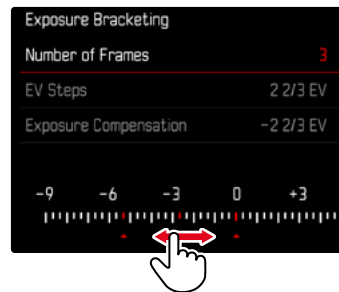 Exposure Bracketing
Number of Frames 3
EV Steps 2 2/3 EV
Exposure Compensation -2 2/3 EV
-9 -6 -3 0 +3